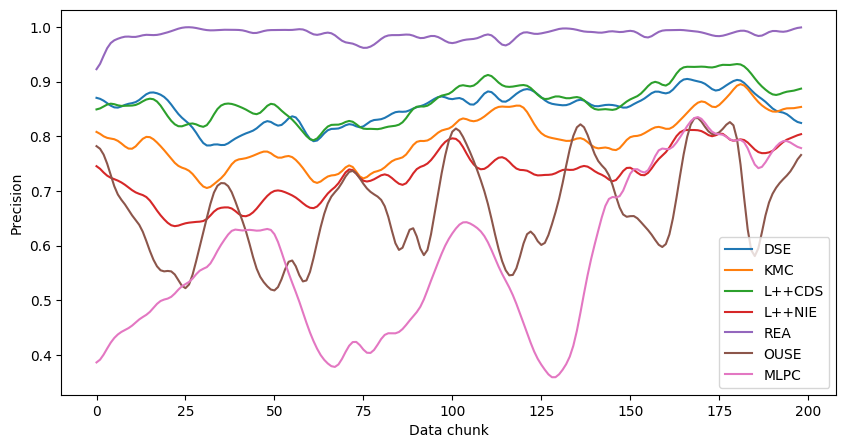 1.0
0.9
0.8
0.7
0.6
0.5
0.4
Precision
0
25
50
75
100
125
150
175
200
Data chunk
DSE
KMC
L++CDS
L++NIE
REA
OUSE
MLPC